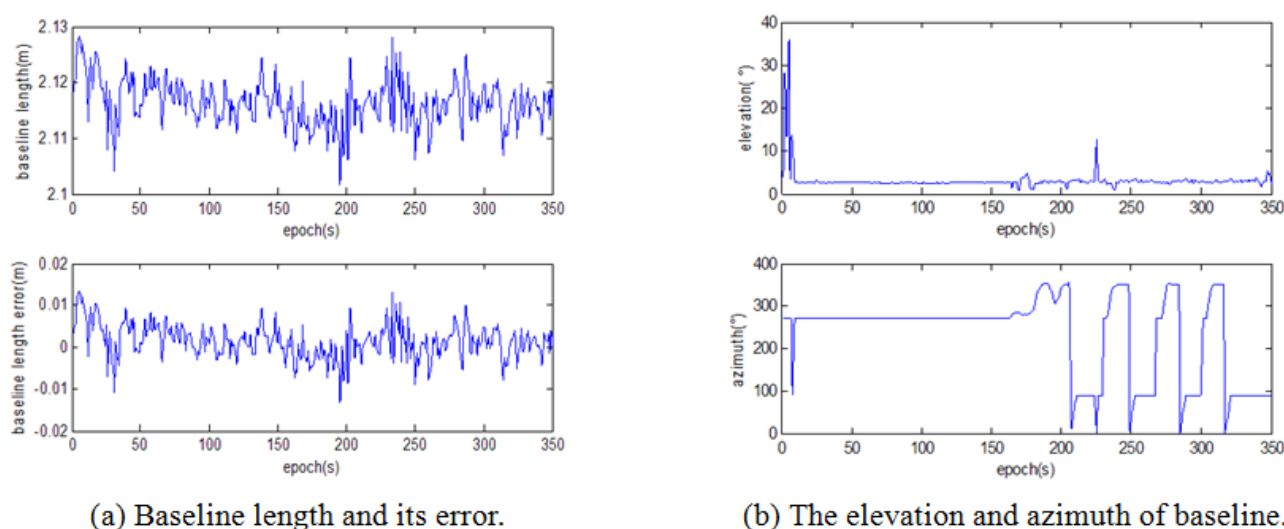 2.13
2.12
2.11
2.1
baseline length(m)
0 50 100 150 200 250 300 350
epoch(s)
0.02
0.01
0
-0.01
-0.02
baseline length error(m)
0 50 100 150 200 250 300 350
epoch(s)
(a) Baseline length and its error.
40
30
20
10
0
elevation( °)
0 50 100 150 200 250 300 350
epoch(s)
400
300
200
100
0
azimuth(°)
0 50 100 150 200 250 300 350
epoch(s)
(b) The elevation and azimuth of baseline.